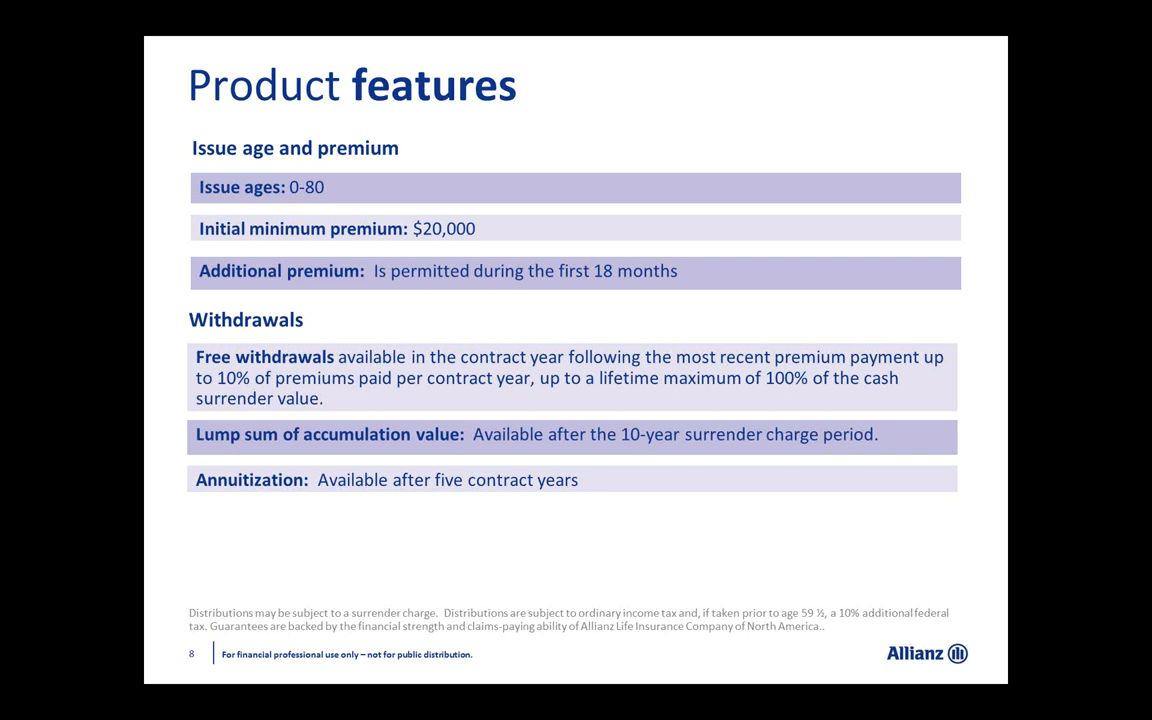 Product features
Issue age and premium
Issue ages: 0-80
Initial minimum premium: $20,000
Additional premium:  Is permitted during the first 18 months
Withdrawals
Free withdrawals available in the contract year following the most recent premium payment up
to 10% of premiums paid per contract year, up to a lifetime maximum of 100% of the cash
surrender value.
Lump sum of accumulation value:  Available after the 10-year surrender charge period.
Annuitization:  Available after five contract years
Distributions may be subject to a surrender charge.  Distributions are subject to ordinary income tax and, if taken prior to age 59 ½, a 10% additional federal
tax. Guarantees are backed by the financial strength and claims-paying ability of Allianz Life Insurance Company of North America..
8
For financial professional use only – not for public distribution.
Allianz